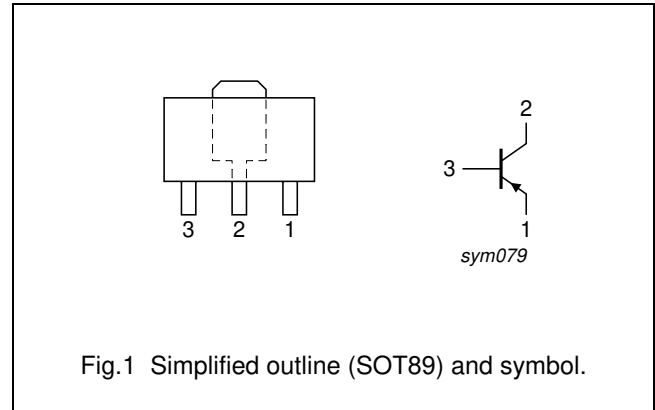 2
3
3 2 1
1
sym079
Fig.1 Simplified outline (SOT89) and symbol.